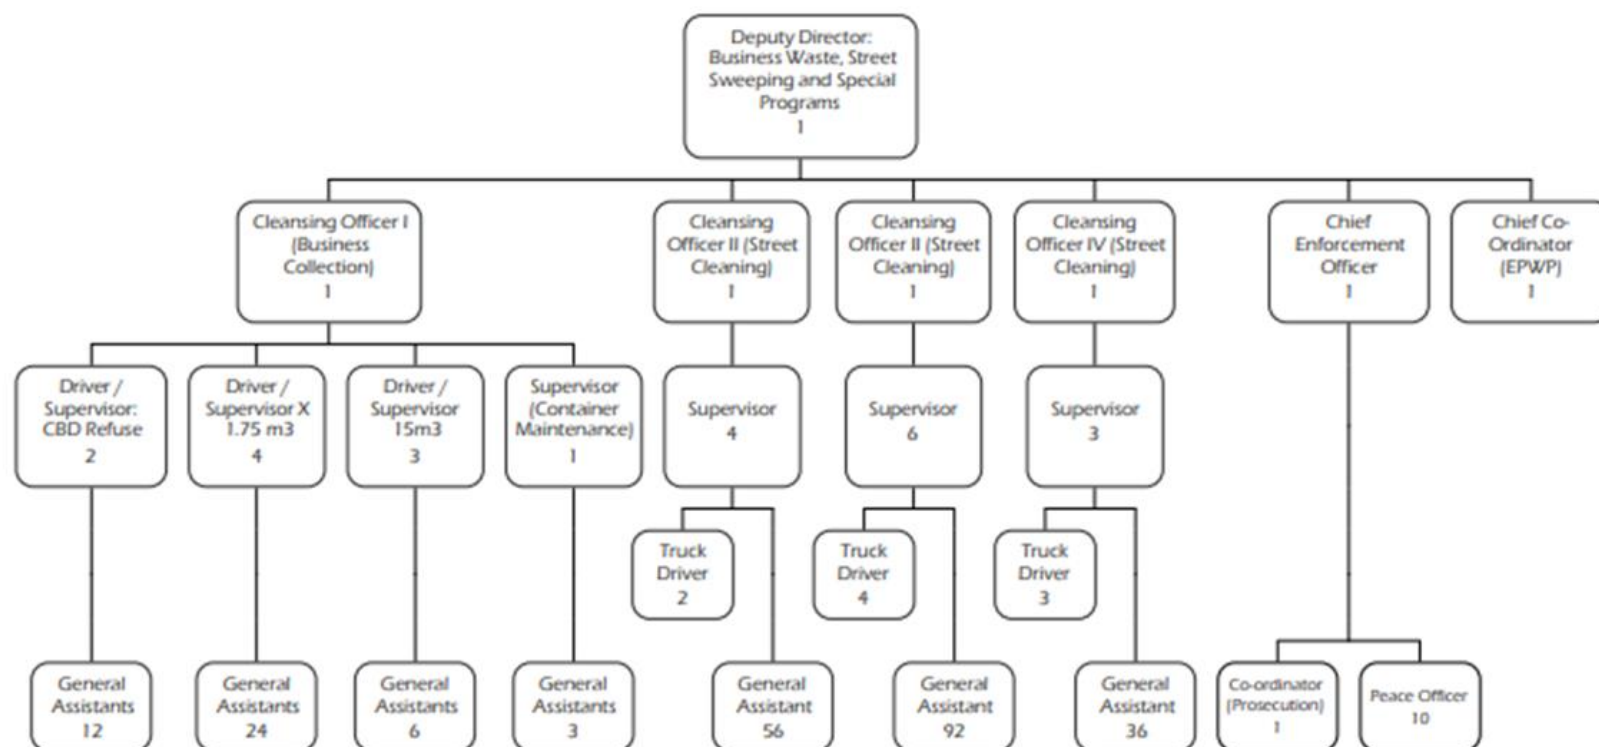 Deputy Director:
Business Waste, Street
Sweeping and Special
Programs
1
Cleansing Officer I
(Business
Collection)
1
Cleansing
Officer II (Street
Cleaning)
1
Cleansing
Officer II (Street
Cleaning)
1
Cleansing
Officer IV (Street
Cleaning)
1
Chief
Enforcement
Officer
1
Chief Co-
Ordinator
(EPWP)
1
Driver /
Supervisor:
CBD Refuse
2
Driver /
Supervisor X
1.75 m3
4
Driver /
Supervisor
15m3
3
Supervisor
(Container
Maintenance)
1
Supervisor
4
Supervisor
6
Supervisor
3
Truck
Driver
2
Truck
Driver
4
Truck
Driver
3
General
Assistants
12
General
Assistants
24
General
Assistants
6
General
Assistants
3
General
Assistant
56
General
Assistant
92
General
Assistant
36
Co-ordinator
(Prosecution)
1
Peace Officer
10